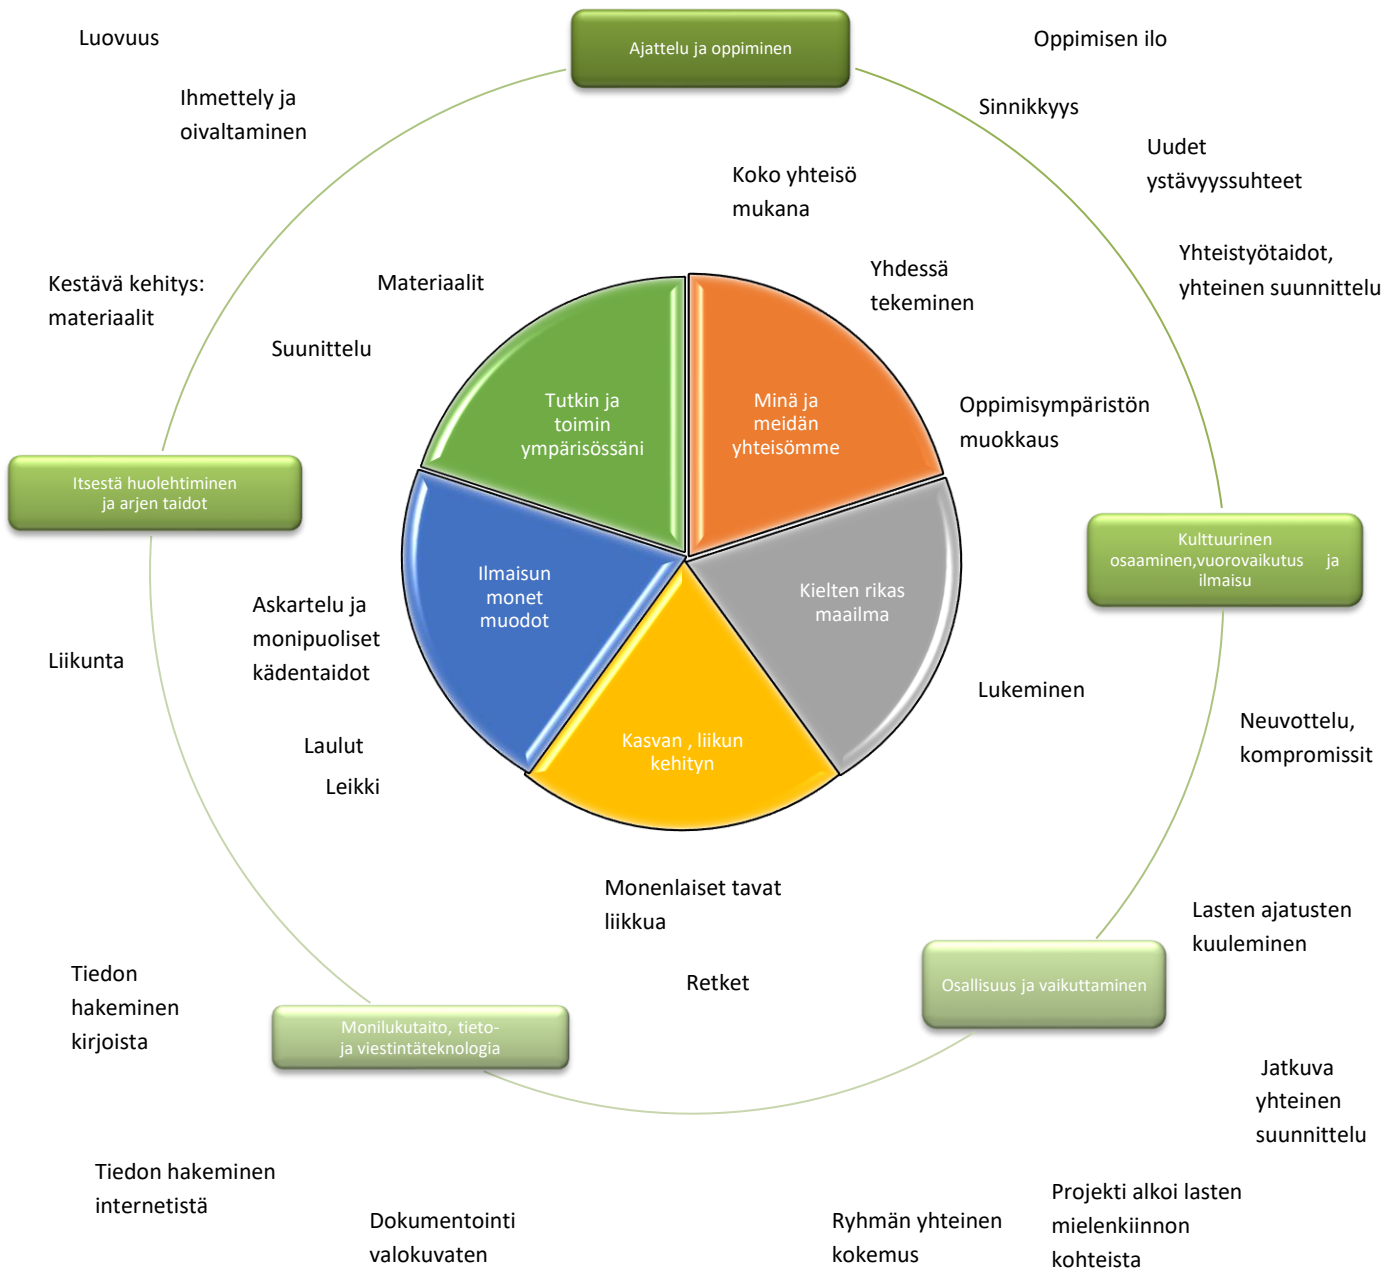 Luovuus
Ajattelu ja oppiminen
Oppimisen ilo
Ihmettely ja
oivaltaminen
Sinnikkyys
Uudet
ystävyyssuhteet
Koko yhteisö
mukana
Yhteistyötaidot,
yhteinen suunnittelu
Yhdessä
tekeminen
Materiaalit
Kestävä kehitys:
materiaalit
Suunittelu
Tutkin ja
toimin
ympärisössäni
Minä ja
meidän
yhteisömme
Oppimisympäristön
muokkaus
Itsestä huolehtiminen
ja arjen taidot
Kulttuurinen
osaaminen,vuorovaikutus ja
ilmaisu
Ilmaisun
monet
muodot
Kielten rikas
maailma
Askartelu ja
monipuoliset
kädentaidot
Liikunta
Lukeminen
Neuvottelu,
kompromissit
Laulut
Leikki
Kasvan , liikun
kehityn
Monenlaiset tavat
liikkua
Lasten ajatusten
kuuleminen
Retket
Osallisuus ja vaikuttaminen
Tiedon
hakeminen
kirjoista
Monilukutaito, tieto-
ja viestintäteknologia
Jatkuva
yhteinen
suunnittelu
Tiedon hakeminen
internetistä
Dokumentointi
valokuvaten
Ryhmän yhteinen
kokemus
Projekti alkoi lasten
mielenkiinnon
kohteista